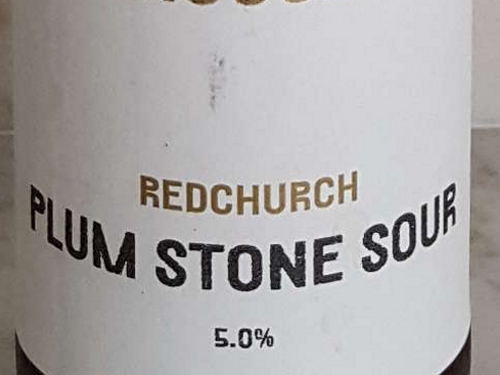 REDCHURCH
PLUM STONE SOUR
5.0%